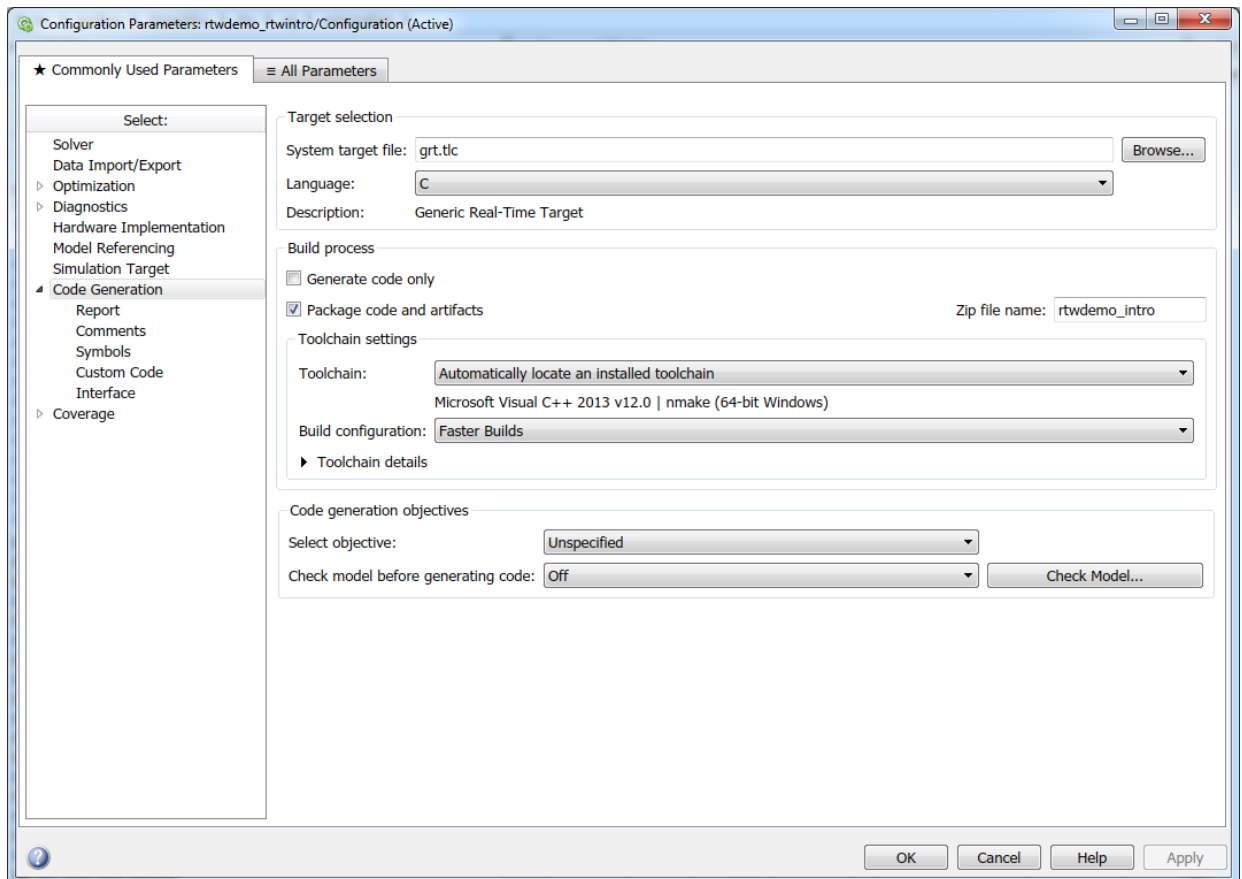 Configuration Parameters: rtwdemo_rtwintro/Configuration (Active)
★ Commonly Used Parameters
≡ All Parameters
Select:
Solver
Data Import/Export
Optimization
Diagnostics
Hardware Implementation
Model Referencing
Simulation Target
Code Generation
Report
Comments
Symbols
Custom Code
Interface
Coverage
Target selection
System target file: grt.tlc Browse...
Language: C
Description: Generic Real-Time Target
Build process
Generate code only
Package code and artifacts Zip file name: rtwdemo_intro
Toolchain settings
Toolchain: Automatically locate an installed toolchain
Microsoft Visual C++ 2013 v12.0 | nmake (64-bit Windows)
Build configuration: Faster Builds
Toolchain details
Code generation objectives
Select objective: Unspecified
Check model before generating code: Off Check Model...
OK Cancel Help Apply